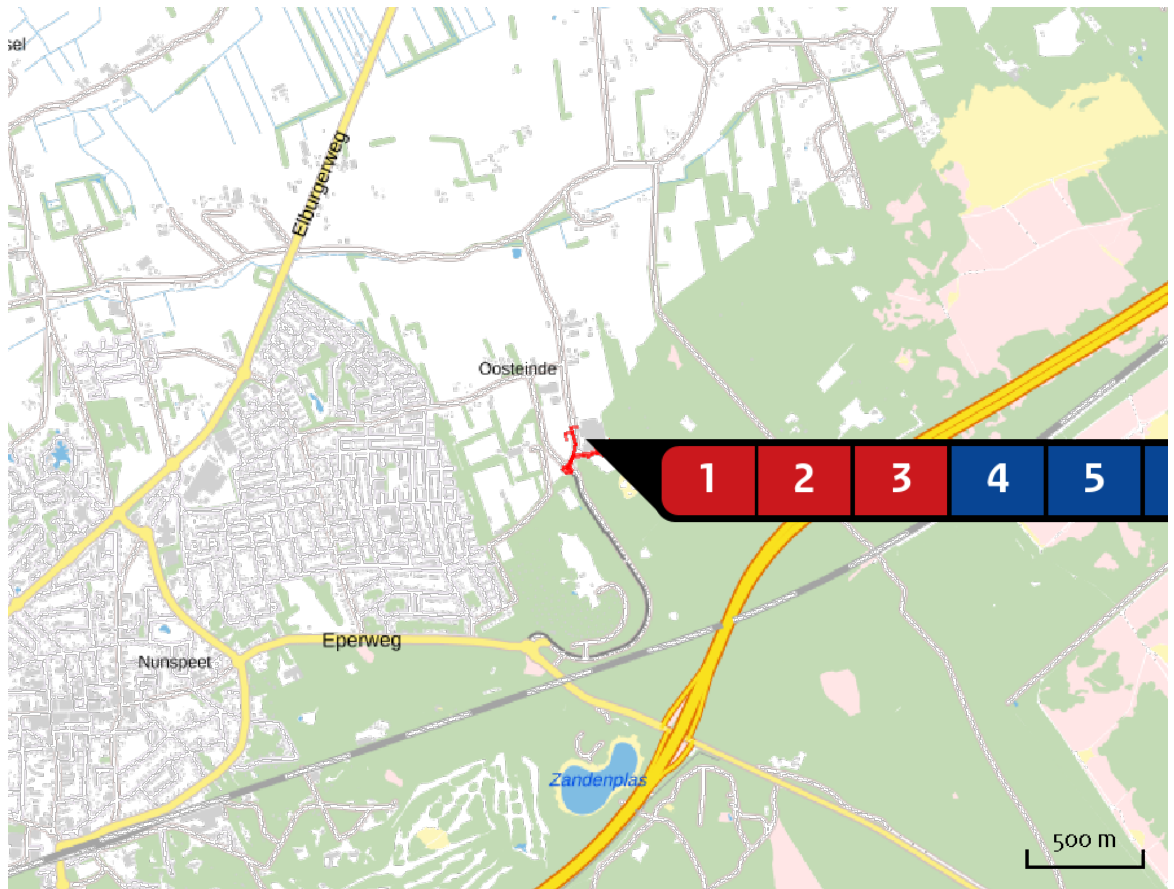 sel
Elburgerweg
Oosteinde
1 2 3 4 5
Eperweg
Nunspeet
Zandenplas
500 m